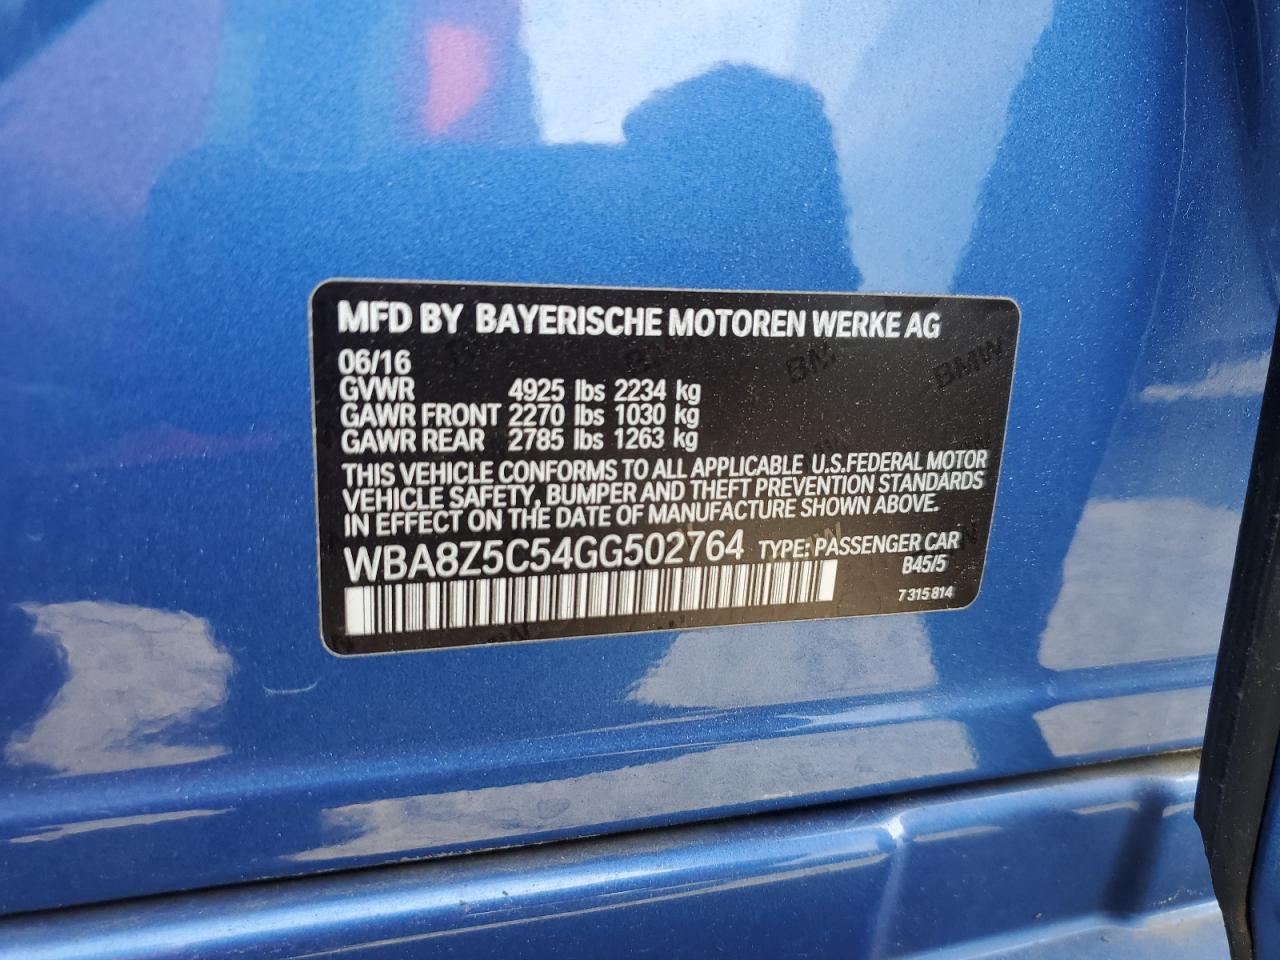 MFD BY BAYERISCHE MOTOREN WERKE AG
06/16
GVWR 4925 lbs 2234 kg
GAWR FRONT 2270 lbs 1030 kg
GAWR REAR 2785 lbs 1263 kg
THIS VEHICLE CONFORMS TO ALL APPLICABLE U.S.FEDERAL MOTOR
VEHICLE SAFETY, BUMPER AND THEFT PREVENTION STANDARDS
IN EFFECT ON THE DATE OF MANUFACTURE SHOWN ABOVE.
WBA8Z5C54GG502764 TYPE: PASSENGER CAR
B45/5
7 315 814